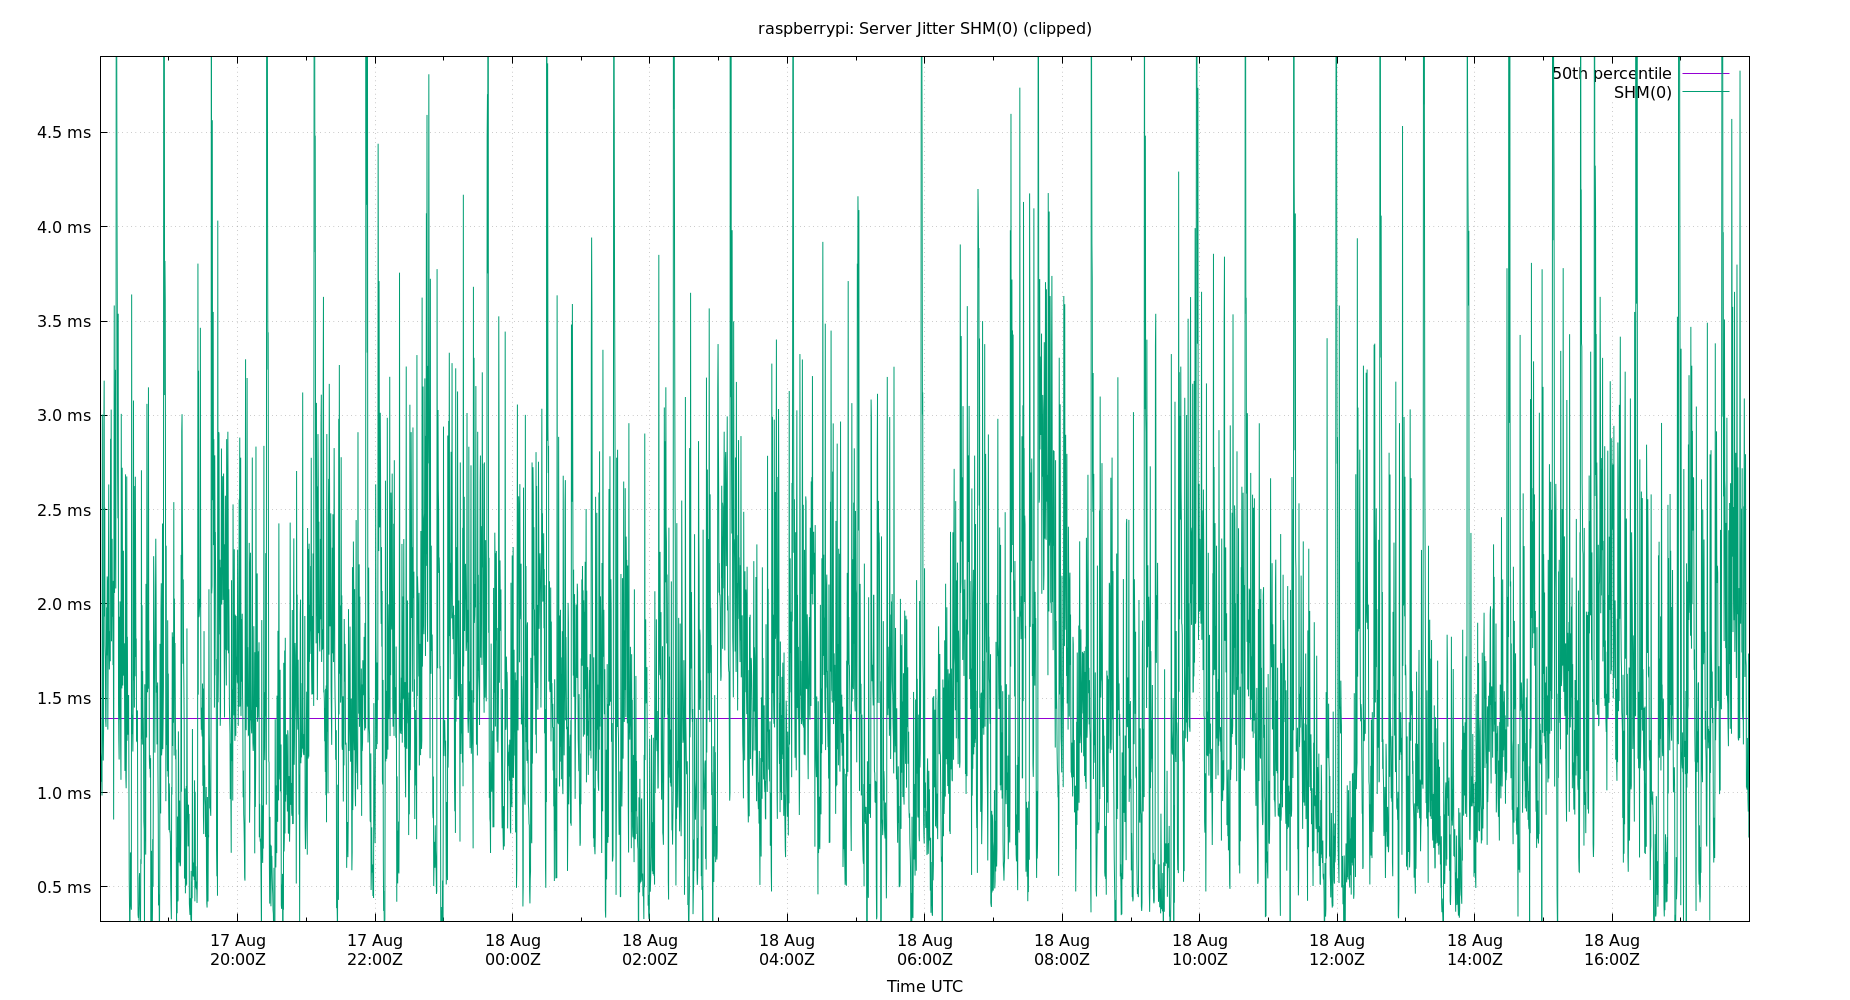 raspberrypi: Server Jitter SHM(0) (clipped)
50th percentile
SHM(0)
4.5 ms
4.0 ms
3.5 ms
3.0 ms
2.5 ms
2.0 ms
1.5 ms
1.0 ms
0.5 ms
17 Aug 17 Aug 18 Aug 18 Aug 18 Aug 18 Aug 18 Aug 18 Aug 18 Aug 18 Aug 18 Aug
20:00Z 22:00Z 00:00Z 02:00Z 04:00Z 06:00Z 08:00Z 10:00Z 12:00Z 14:00Z 16:00Z
Time UTC